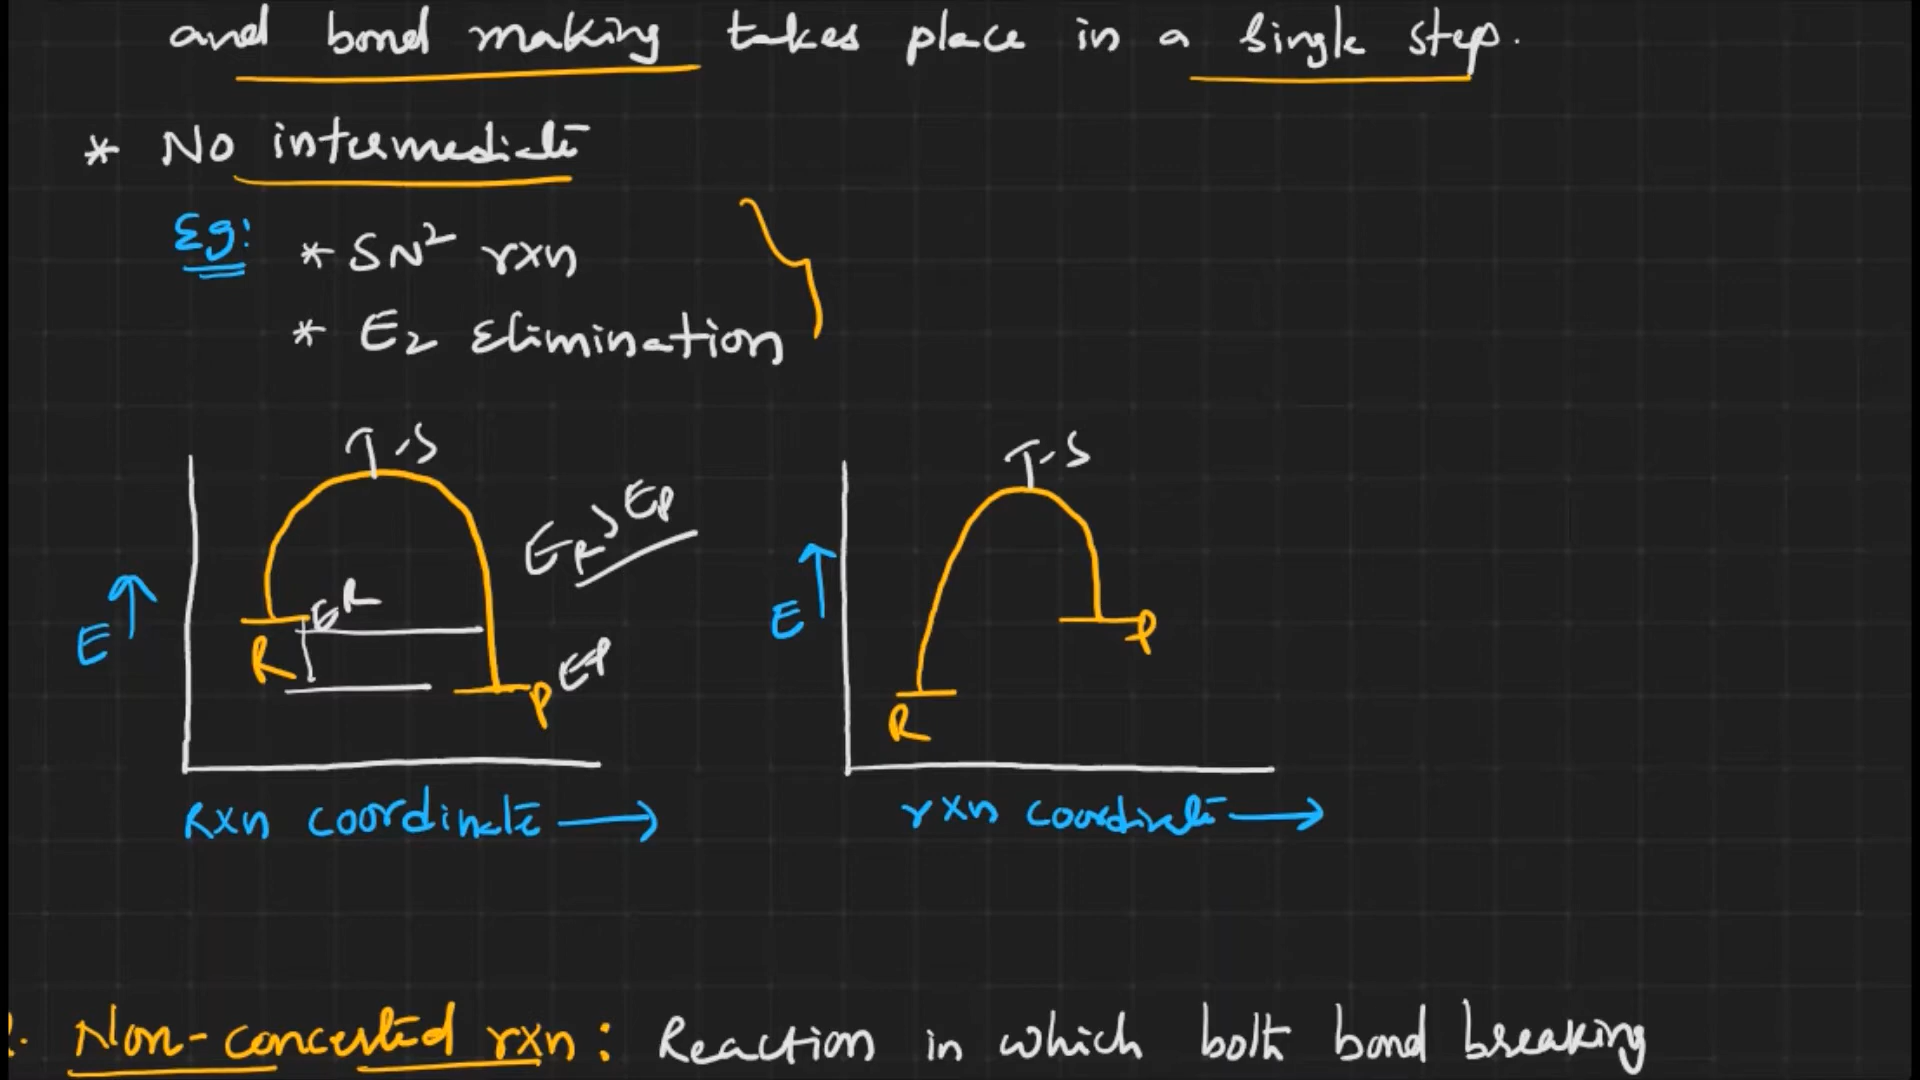 and bond making takes place in a single step.
* No intermediate
Eg: * SN² rxn
* E2 Elimination
T.S
ER > EP
E ↑
ER
R
EP
P
Rxn coordinate →
T-S
E ↑
P
R
rxn coordinate →
2. Non-concerted rxn: Reaction in which both bond breaking